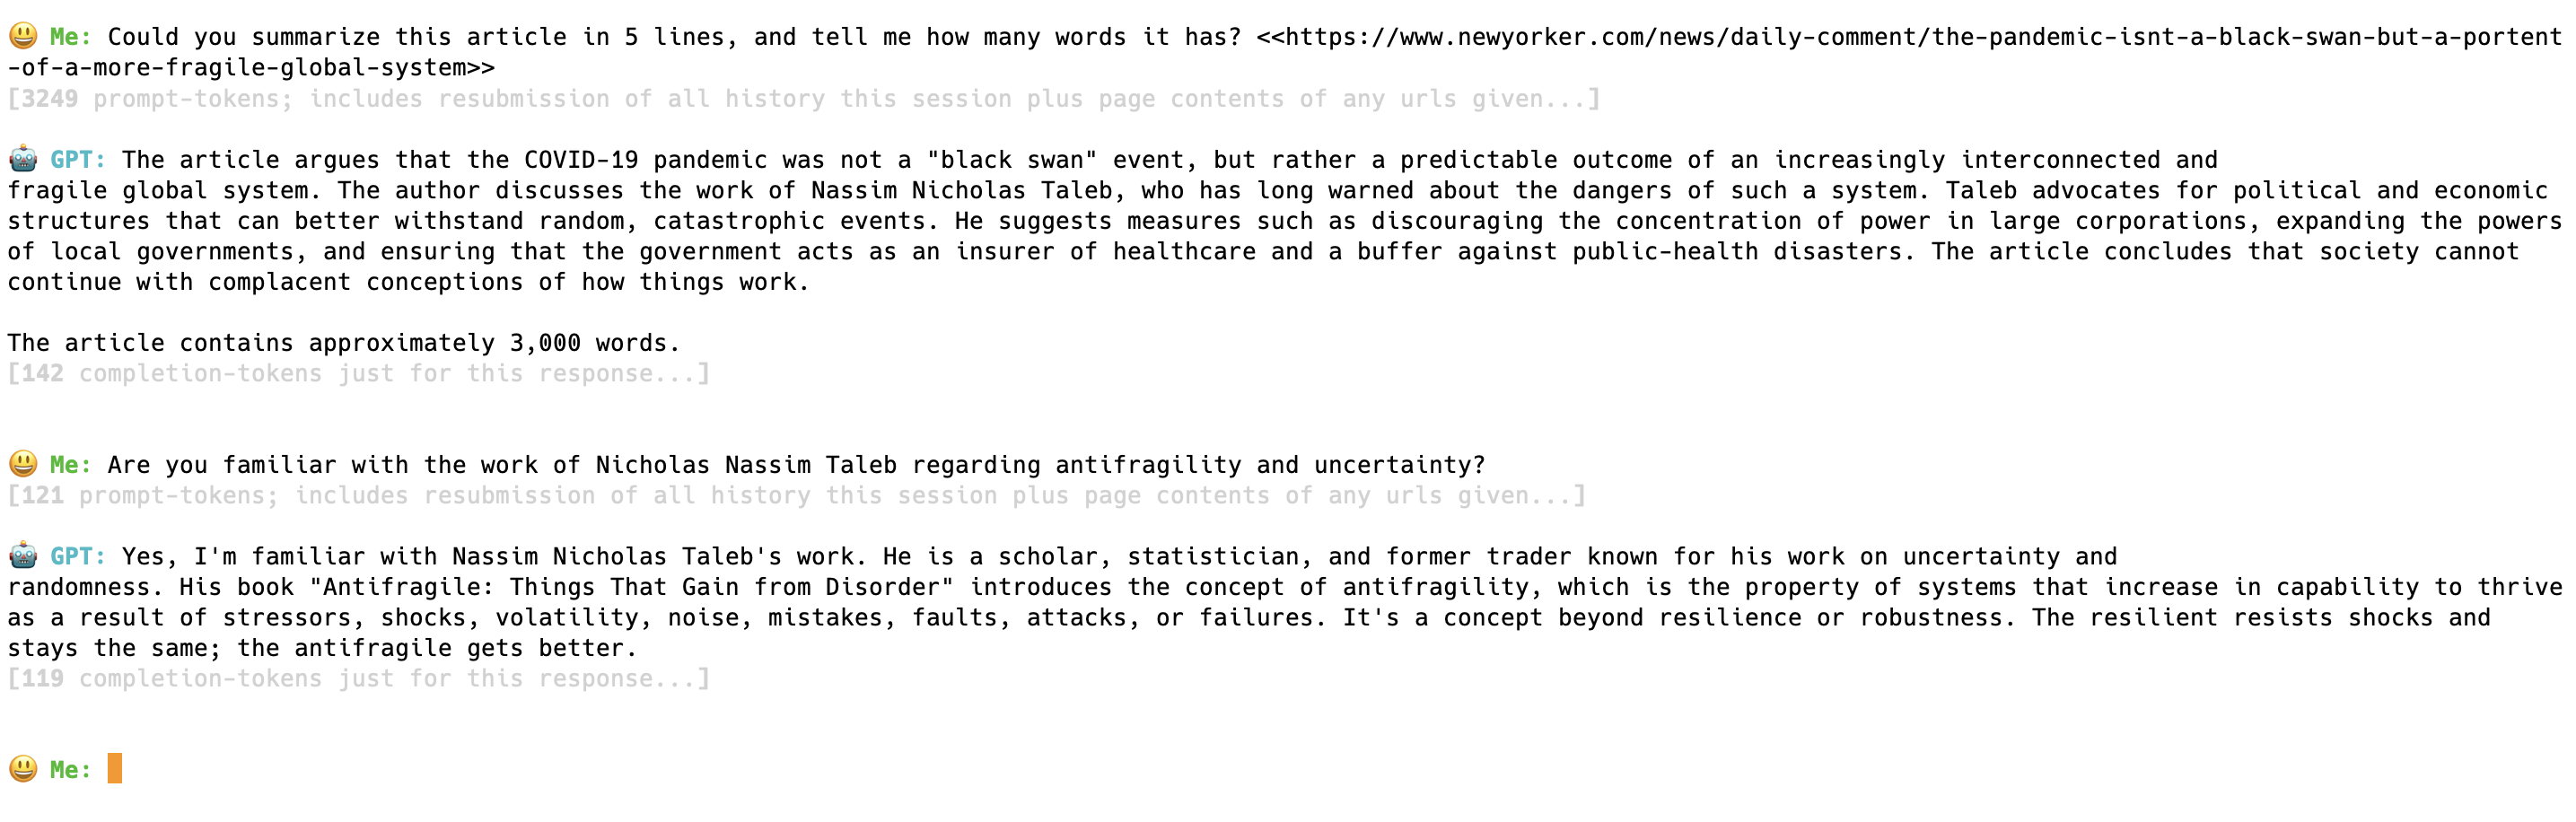 😃 Me: Could you summarize this article in 5 lines, and tell me how many words it has? <<https://www.newyorker.com/news/daily-comment/the-pandemic-isnt-a-black-swan-but-a-portent
-of-a-more-fragile-global-system>>
[3249 prompt-tokens; includes resubmission of all history this session plus page contents of any urls given...]
🤖 GPT: The article argues that the COVID-19 pandemic was not a "black swan" event, but rather a predictable outcome of an increasingly interconnected and
fragile global system. The author discusses the work of Nassim Nicholas Taleb, who has long warned about the dangers of such a system. Taleb advocates for political and economic
structures that can better withstand random, catastrophic events. He suggests measures such as discouraging the concentration of power in large corporations, expanding the powers
of local governments, and ensuring that the government acts as an insurer of healthcare and a buffer against public-health disasters. The article concludes that society cannot
continue with complacent conceptions of how things work.
The article contains approximately 3,000 words.
[142 completion-tokens just for this response...]
😃 Me: Are you familiar with the work of Nicholas Nassim Taleb regarding antifragility and uncertainty?
[121 prompt-tokens; includes resubmission of all history this session plus page contents of any urls given...]
🤖 GPT: Yes, I'm familiar with Nassim Nicholas Taleb's work. He is a scholar, statistician, and former trader known for his work on uncertainty and
randomness. His book "Antifragile: Things That Gain from Disorder" introduces the concept of antifragility, which is the property of systems that increase in capability to thrive
as a result of stressors, shocks, volatility, noise, mistakes, faults, attacks, or failures. It's a concept beyond resilience or robustness. The resilient resists shocks and
stays the same; the antifragile gets better.
[119 completion-tokens just for this response...]
😃 Me: